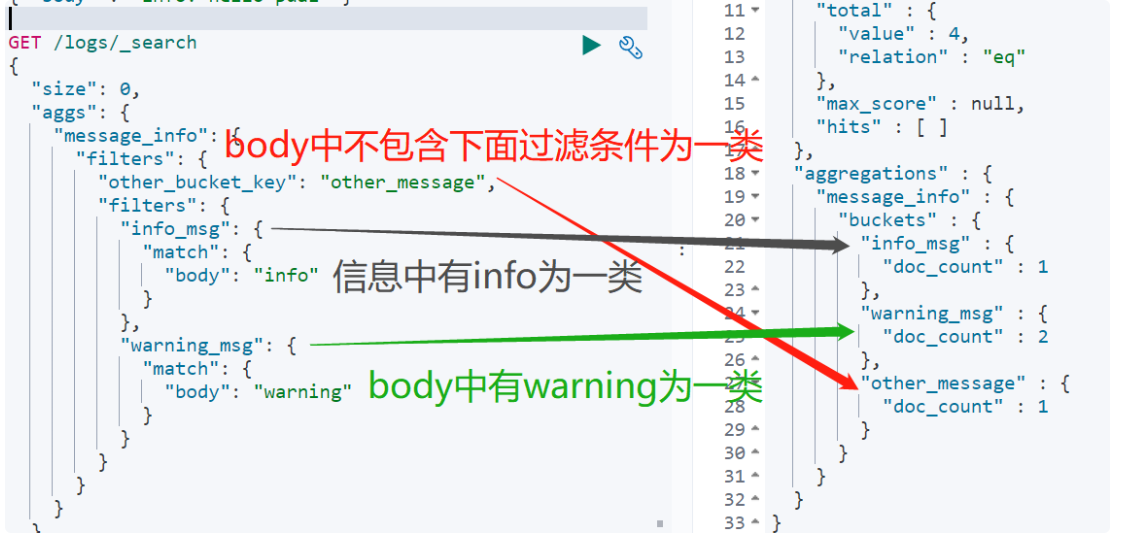 GET /logs/_search
{
"size": 0,
"aggs": {
"message_info": {
"filters": {
"other_bucket_key": "other_message",
"filters": {
"info_msg": {
"match": {
"body": "info"
}
},
"warning_msg": {
"match": {
"body": "warning"
}
}
}
}
}
body中不包含下面过滤条件为一类
信息中有info为一类
body中有warning为一类
11 "total" : {
12 "value" : 4,
13 "relation" : "eq"
14 },
15 "max_score" : null,
16 "hits" : [ ]
17 },
18 "aggregations" : {
19 "message_info" : {
20 "buckets" : {
21 "info_msg" : {
22 "doc_count" : 1
23 },
24 "warning_msg" : {
25 "doc_count" : 2
26 },
27 "other_message" : {
28 "doc_count" : 1
29 }
30 }
31 }
32 }
33 }